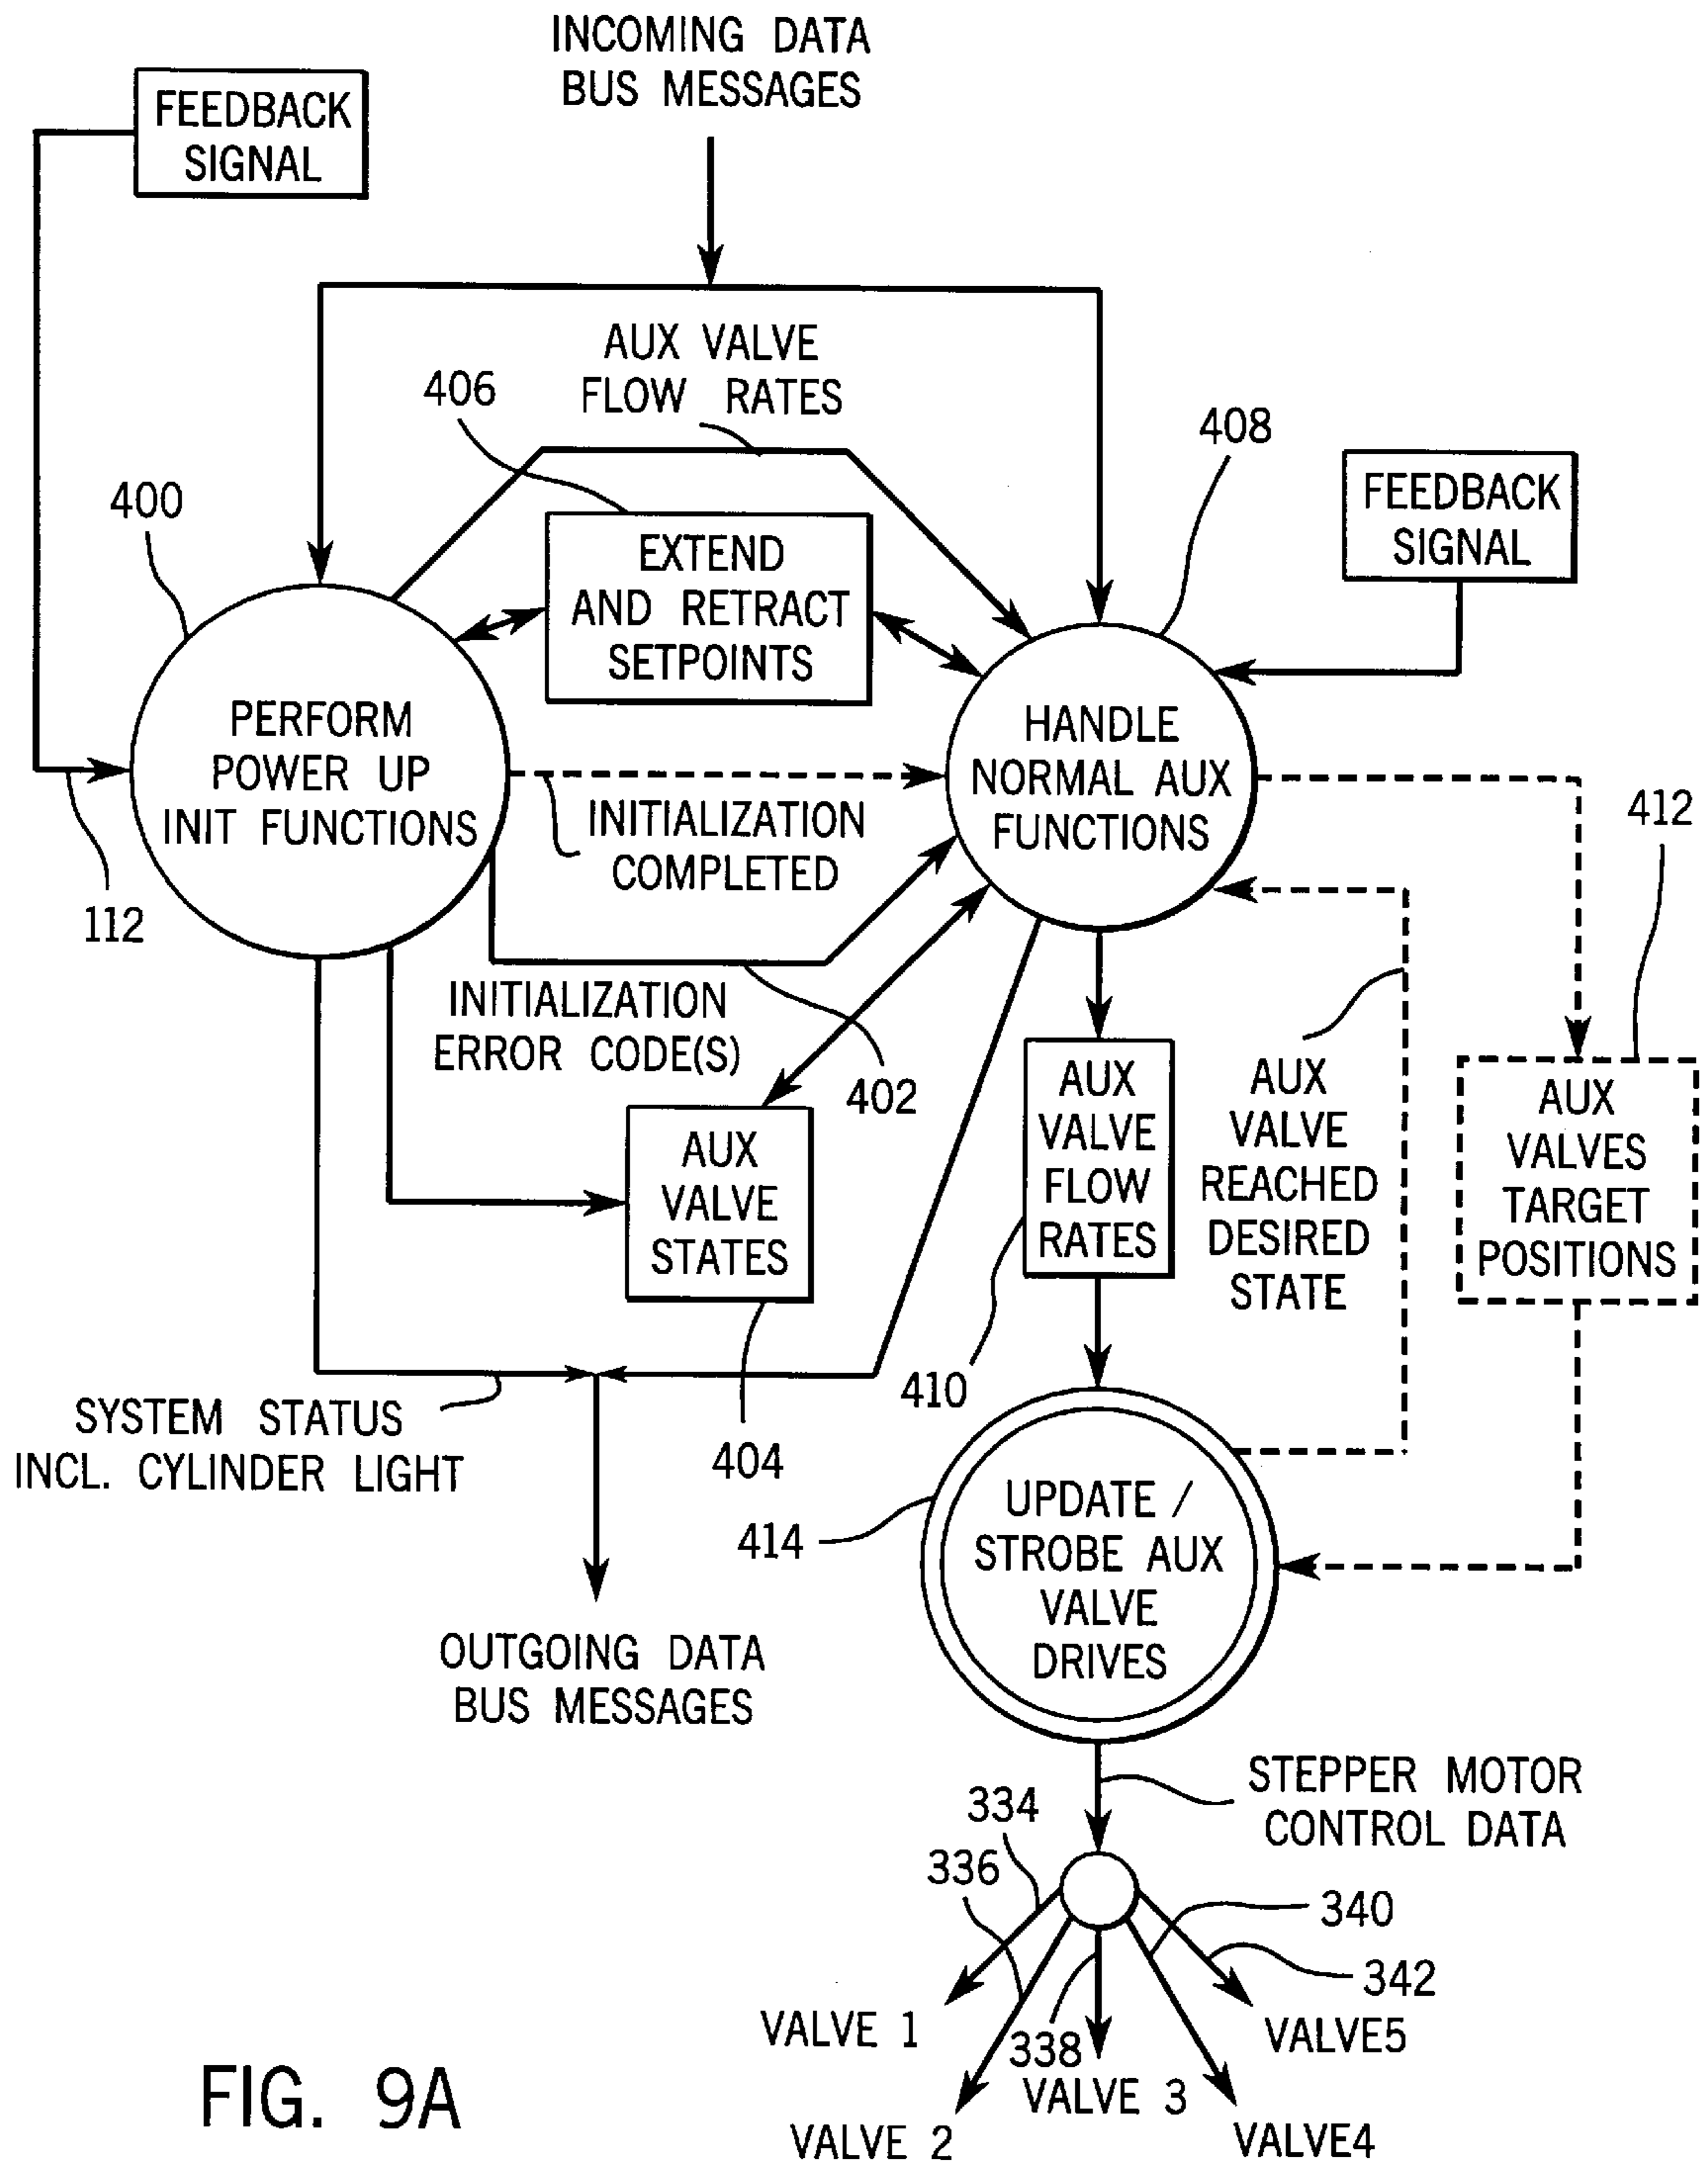 INCOMING DATA
BUS MESSAGES
FEEDBACK
SIGNAL
AUX VALVE
FLOW RATES
406
408
400
FEEDBACK
SIGNAL
EXTEND
AND RETRACT
SETPOINTS
PERFORM
POWER UP
INIT FUNCTIONS
HANDLE
NORMAL AUX
FUNCTIONS
INITIALIZATION
COMPLETED
412
112
INITIALIZATION
ERROR CODE(S)
402
AUX
VALVE
STATES
AUX
VALVE
FLOW
RATES
AUX
VALVE
REACHED
DESIRED
STATE
AUX
VALVES
TARGET
POSITIONS
410
SYSTEM STATUS
INCL. CYLINDER LIGHT
404
414
UPDATE /
STROBE AUX
VALVE
DRIVES
OUTGOING DATA
BUS MESSAGES
STEPPER MOTOR
CONTROL DATA
334
336
340
342
338
VALVE 1
VALVE5
VALVE 3
VALVE 2
VALVE4
FIG. 9A